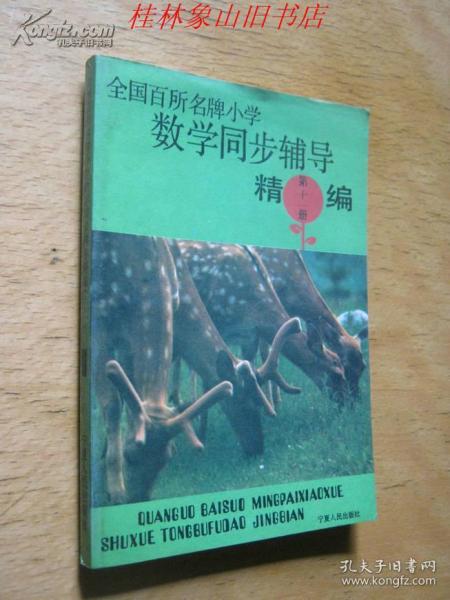 桂林象山旧书店
Kongfz.com
孔夫子旧书网
全国百所名牌小学
数学同步辅导
精编
第十一册
QUANGUO BAISUO MINGPAIXIAOXUE
SHUXUE TONGBUFUDAO JINGBIAN
宁夏人民出版社
孔夫子旧书网
www.kongfz.com